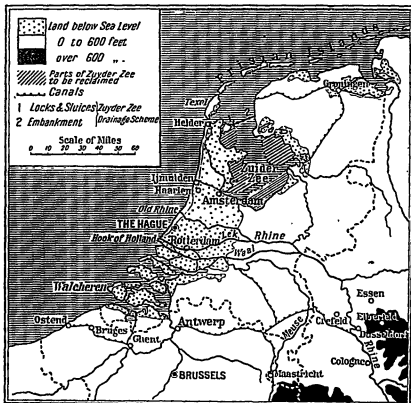 Land below Sea Level
0 to 600 feet
over 600 „.
Parts of Zuyder Zee
to be reclaimed
Canals
1 Locks & Sluices Zuyder Zee
2 Embankment Drainage Scheme
Scale of Miles
0 10 20 30 40 50 60
Frisian Islands
Groningen
Texel
Helder
Zuider
Zee
Ijmuiden
Haarlem
Amsterdam
Old Rhine
THE HAGUE
Hook of Holland
Rotterdam
Lek
Rhine
Waal
Walcheren
Essen
Ostend
Bruges
Antwerp
Ghent
Meuse
Crefeld
Elberfeld
Dusseldorf
Rhine
Cologne
BRUSSELS
Maastricht